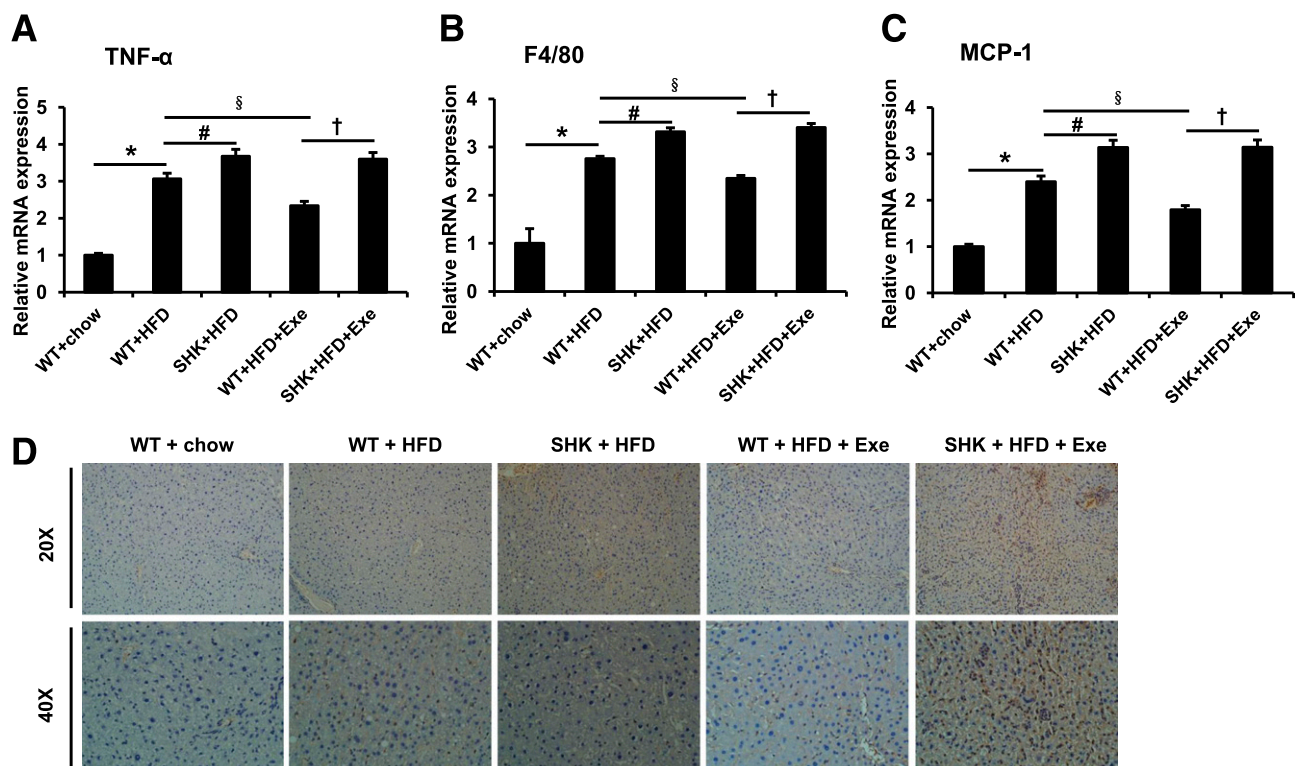 A
TNF-α
Relative mRNA expression
5
4
3
2
1
0
*
#
§
†
WT+chow
WT+HFD
SHK+HFD
WT+HFD+Exe
SHK+HFD+Exe
B
F4/80
Relative mRNA expression
4
3
2
1
0
*
#
§
†
WT+chow
WT+HFD
SHK+HFD
WT+HFD+Exe
SHK+HFD+Exe
C
MCP-1
Relative mRNA expression
4
3
2
1
0
*
#
§
†
WT+chow
WT+HFD
SHK+HFD
WT+HFD+Exe
SHK+HFD+Exe
D
WT + chow
WT + HFD
SHK + HFD
WT + HFD + Exe
SHK + HFD + Exe
20X
40X